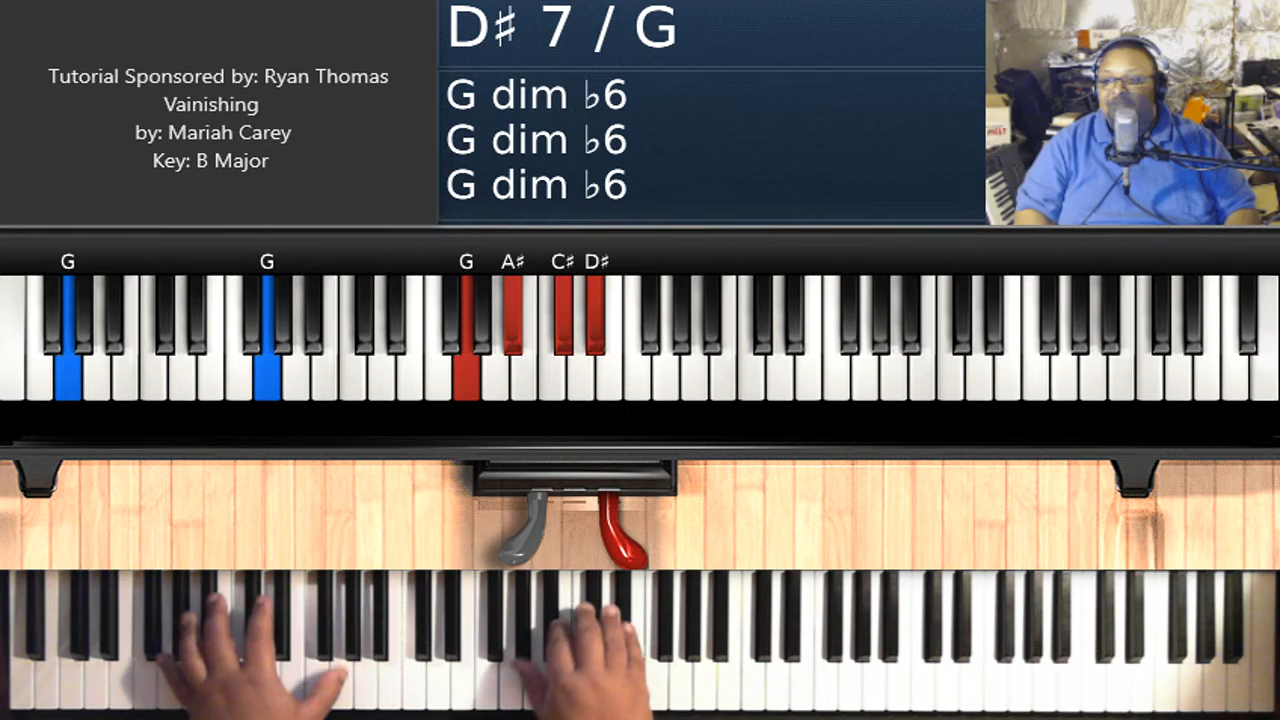 Tutorial Sponsored by: Ryan Thomas
Vainishing
by: Mariah Carey
Key: B Major
D♯ 7 / G
G dim ♭6
G dim ♭6
G dim ♭6
G G G A♯ C♯ D♯